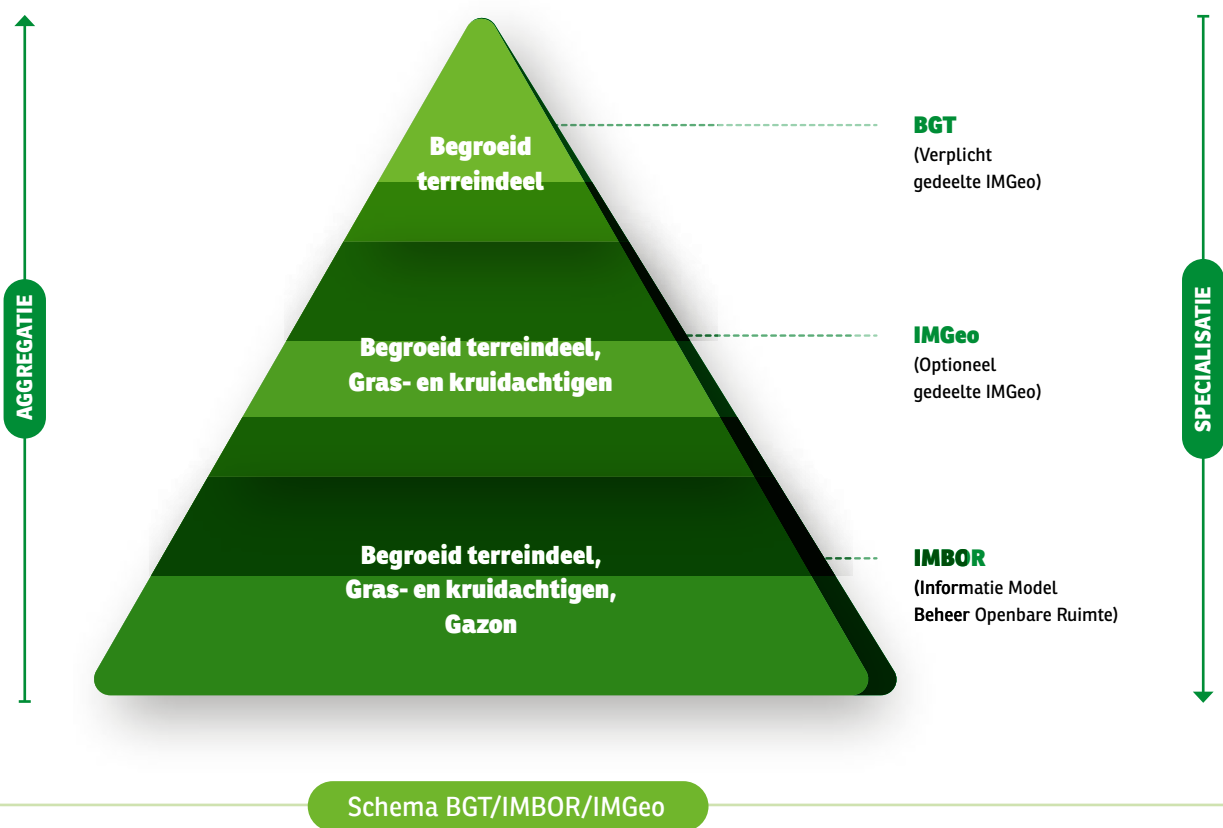 Begroeid
terreindeel
BGT
(Verplicht
gedeelte IMGeo)
AGGREGATIE
SPECIALISATIE
Begroeid terreindeel,
Gras- en kruidachtigen
IMGeo
(Optioneel
gedeelte IMGeo)
Begroeid terreindeel,
Gras- en kruidachtigen,
Gazon
IMBOR
(Informatie Model
Beheer Openbare Ruimte)
Schema BGT/IMBOR/IMGeo